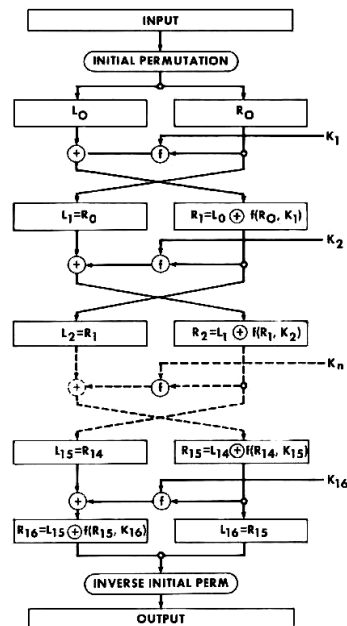 INPUT
INITIAL PERMUTATION
L0 R0
K1
+ f
L1=R0 R1=L0 ⊕ f(R0, K1)
K2
+ f
L2=R1 R2=L1 ⊕ f(R1, K2)
Kn
+ f
L15=R14 R15=L14 ⊕ f(R14, K15)
K16
+ f
R16=L15 ⊕ f(R15, K16) L16=R15
INVERSE INITIAL PERM
OUTPUT